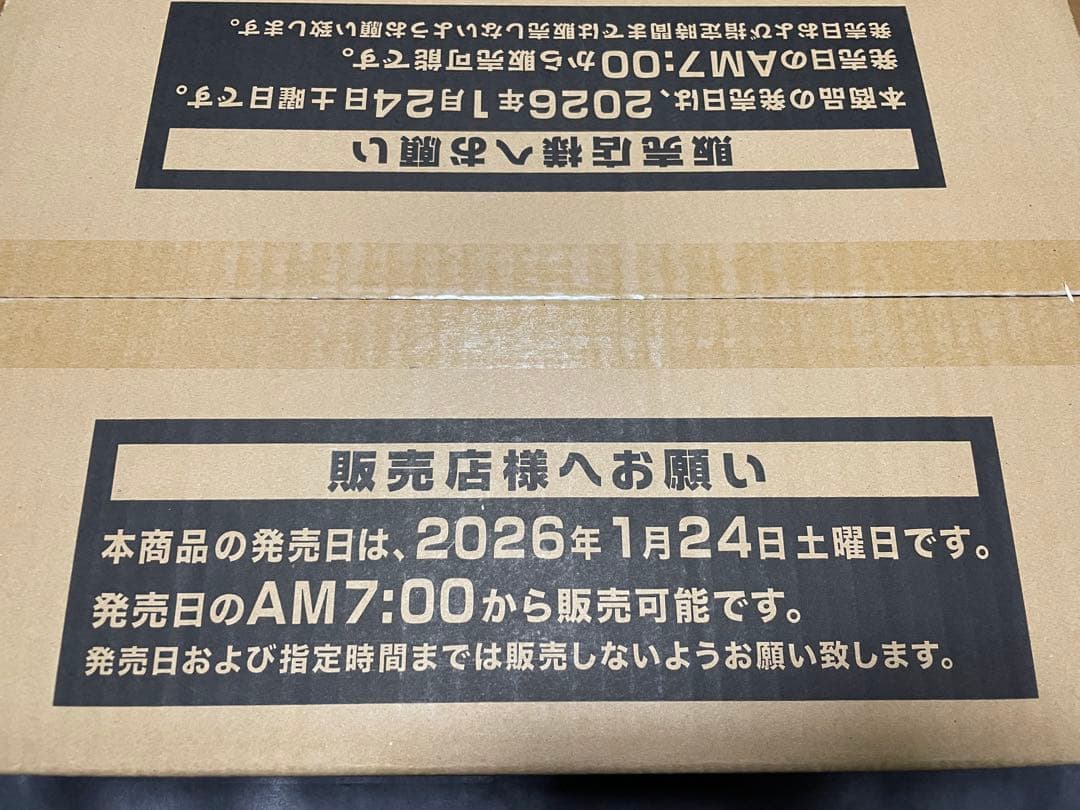 発売日および指定時間までは販売しないようお願い致します。
発売日のAM7:00から販売可能です。
本商品の発売日は、2026年1月24日土曜日です。
販売店様へお願い
販売店様へお願い
本商品の発売日は、2026年1月24日土曜日です。
発売日のAM7:00から販売可能です。
発売日および指定時間までは販売しないようお願い致します。